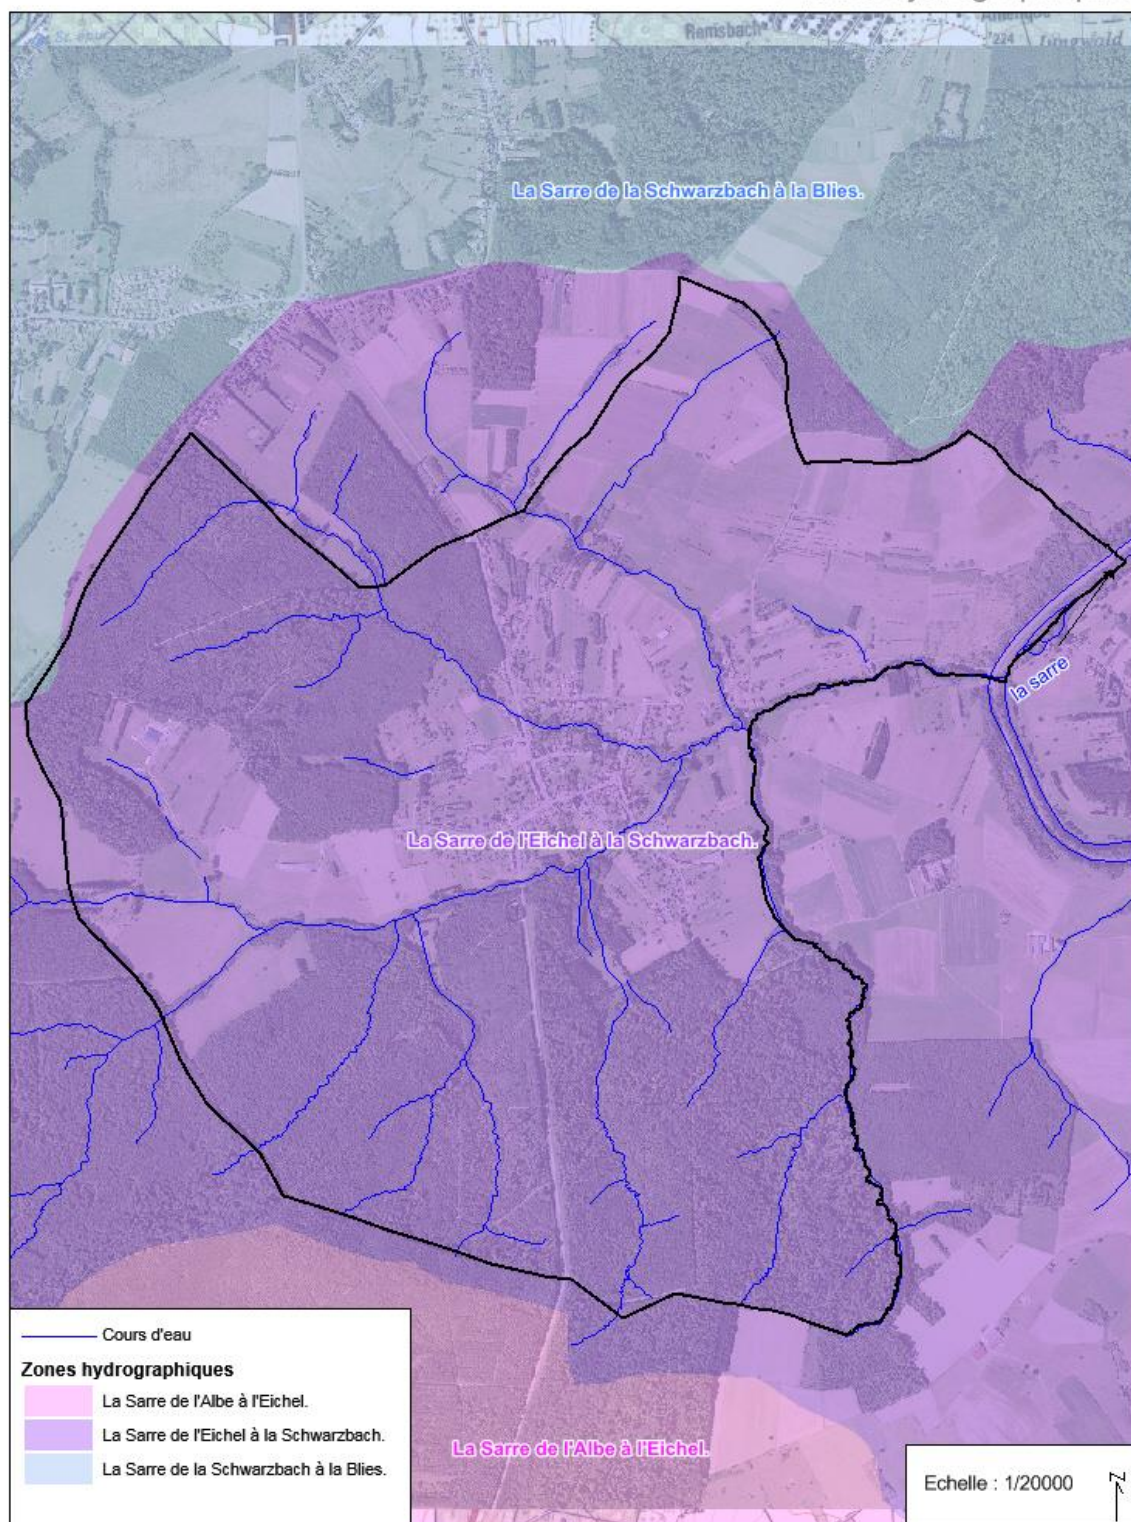 Remsbach
224
La Sarre de la Schwarzbach à la Blies.
la sarre
La Sarre de l'Eichel à la Schwarzbach.
La Sarre de l'Albe à l'Eichel.
Cours d'eau
Zones hydrographiques
La Sarre de l'Albe à l'Eichel.
La Sarre de l'Eichel à la Schwarzbach.
La Sarre de la Schwarzbach à la Blies.
Echelle : 1/20000
N